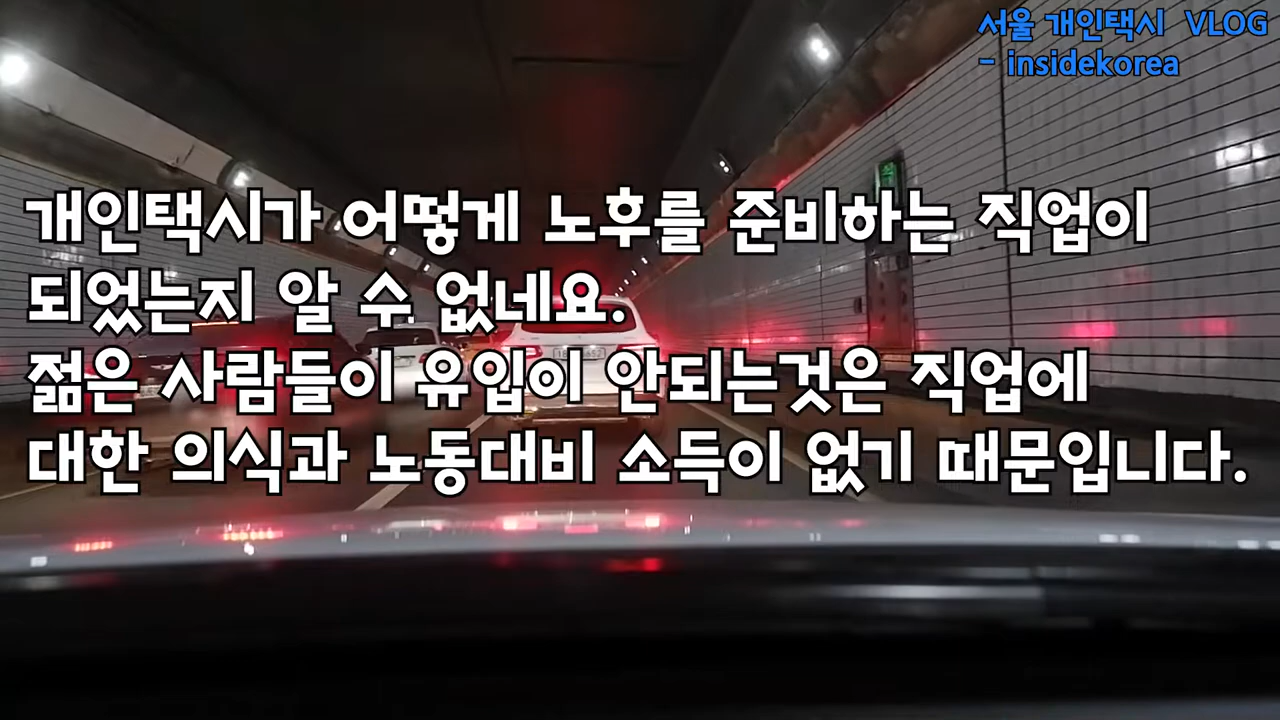 서울 개인택시 VLOG
- insidekorea
개인택시가 어떻게 노후를 준비하는 직업이
되었는지 알 수 없네요.
젊은 사람들이 유입이 안되는것은 직업에
대한 의식과 노동대비 소득이 없기 때문입니다.